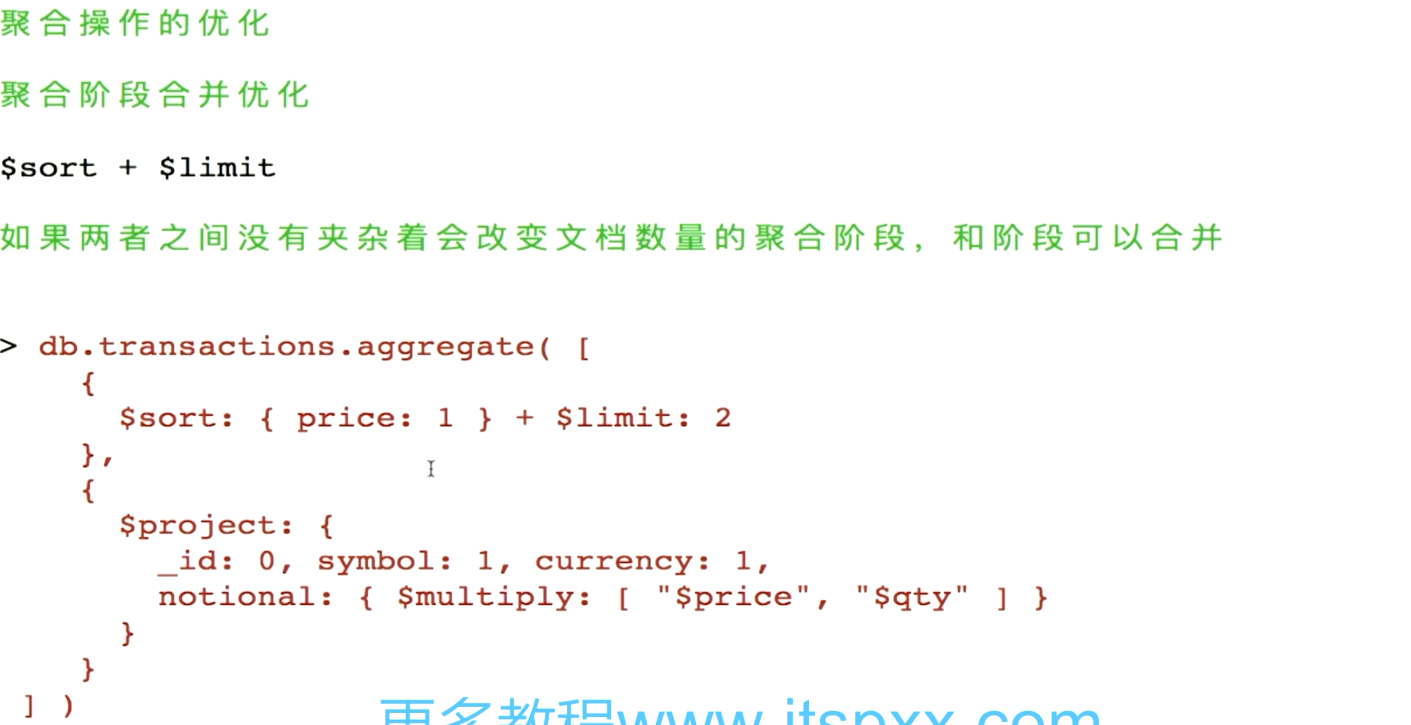 聚合操作的优化
聚合阶段合并优化
$sort + $limit
如果两者之间没有夹杂着会改变文档数量的聚合阶段，和阶段可以合并
> db.transactions.aggregate( [
{
$sort: { price: 1 } + $limit: 2
},
{
$project: {
_id: 0, symbol: 1, currency: 1,
notional: { $multiply: [ "$price", "$qty" ] }
}
}
] )
更多教程www.itspxx.com